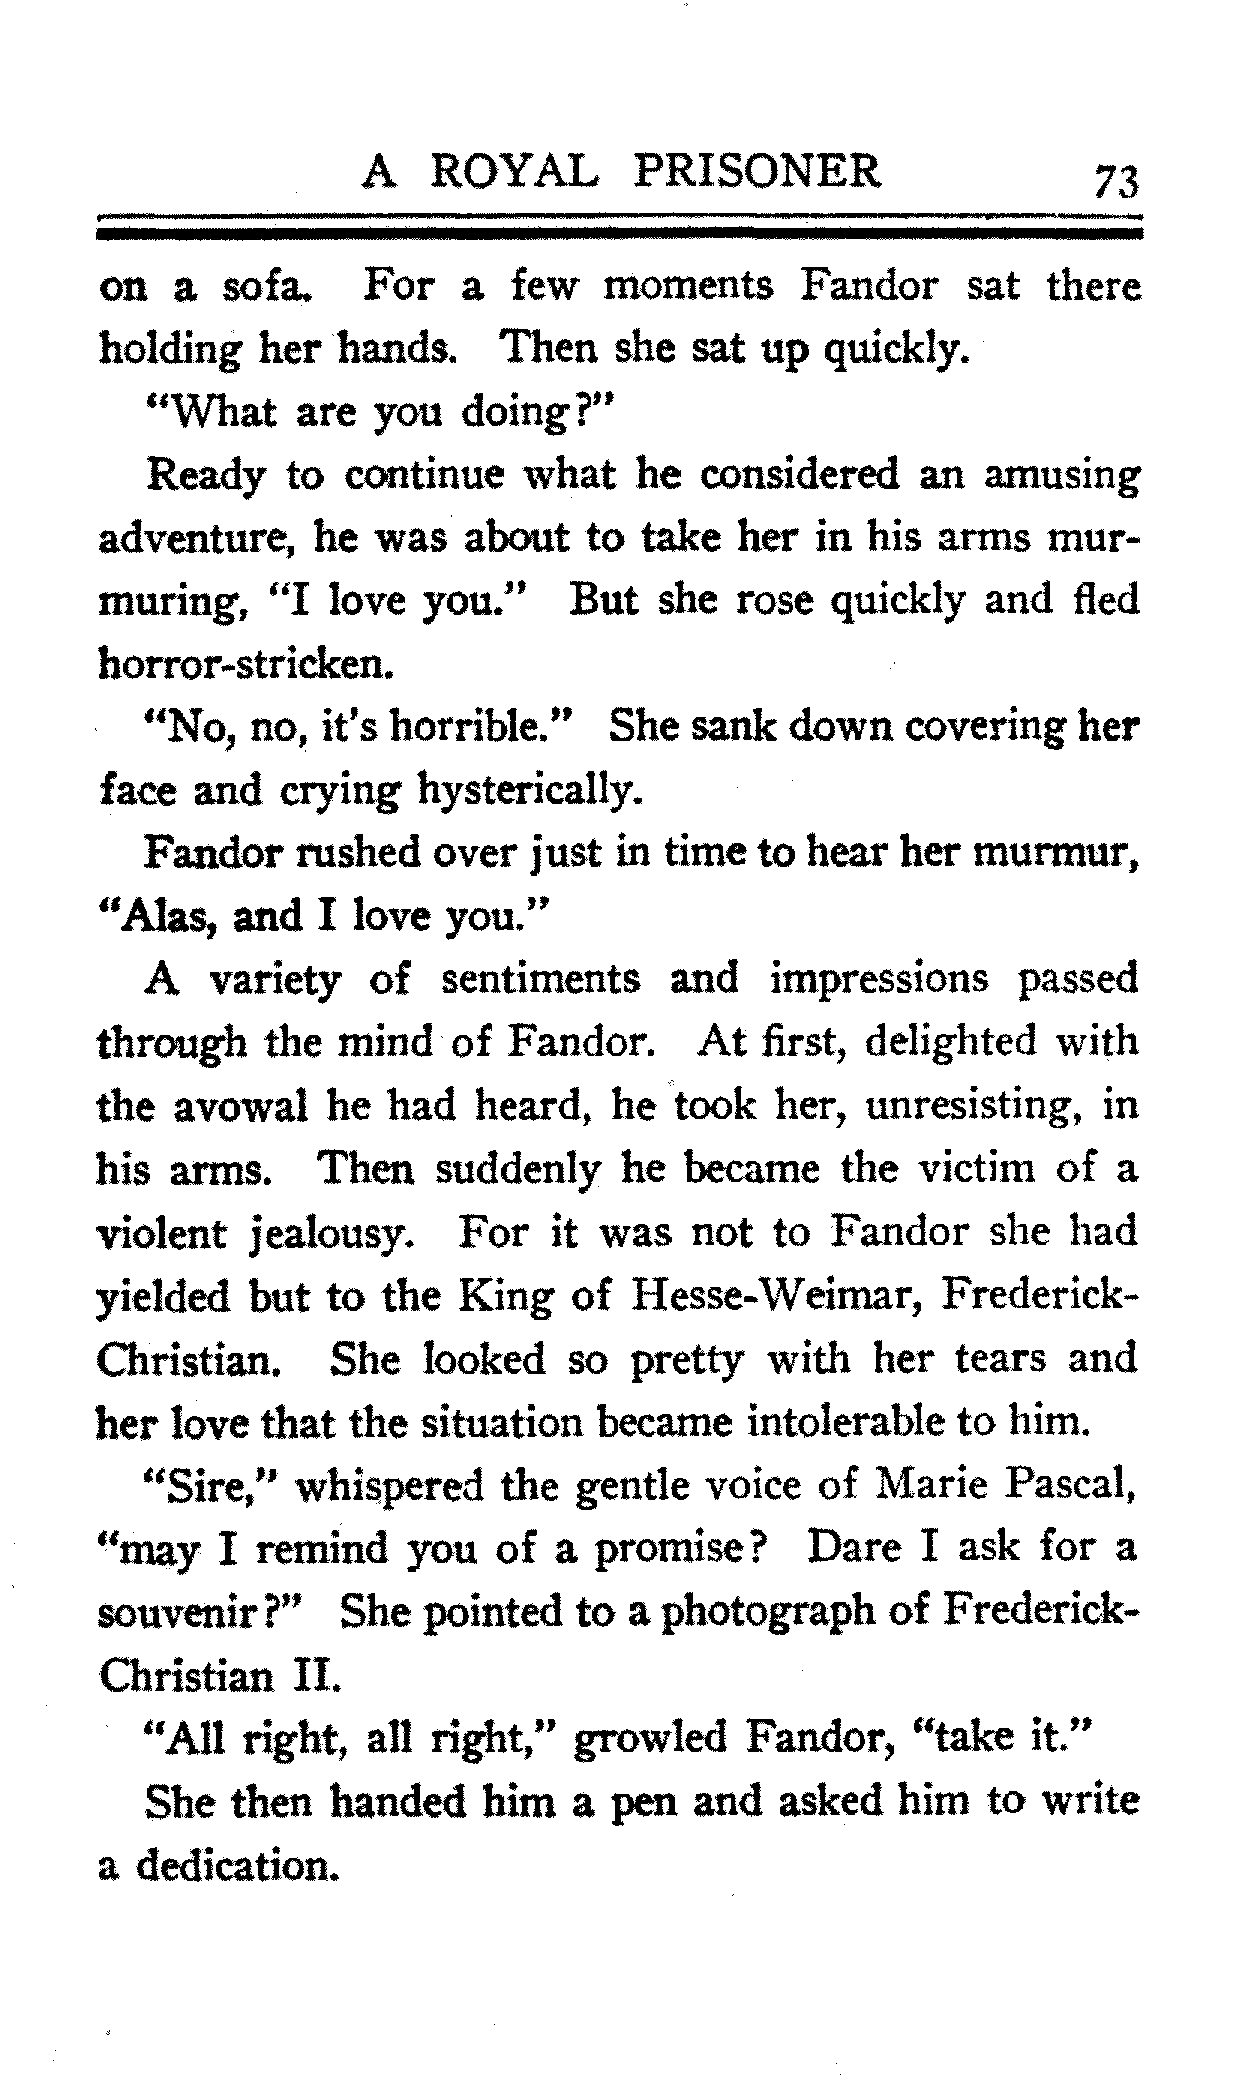 A ROYAL PRISONER 73
on a sofa. For a few moments Fandor sat there
holding her hands. Then she sat up quickly.
“What are you doing?”
Ready to continue what he considered an amusing
adventure, he was about to take her in his arms mur-
muring, “I love you.” But she rose quickly and fled
horror-stricken.
“No, no, it’s horrible.” She sank down covering her
face and crying hysterically.
Fandor rushed over just in time to hear her murmur,
“Alas, and I love you.”
A variety of sentiments and impressions passed
through the mind of Fandor. At first, delighted with
the avowal he had heard, he took her, unresisting, in
his arms. Then suddenly he became the victim of a
violent jealousy. For it was not to Fandor she had
yielded but to the King of Hesse-Weimar, Frederick-
Christian. She looked so pretty with her tears and
her love that the situation became intolerable to him.
“Sire,” whispered the gentle voice of Marie Pascal,
“may I remind you of a promise? Dare I ask for a
souvenir?” She pointed to a photograph of Frederick-
Christian II.
“All right, all right,” growled Fandor, “take it.”
She then handed him a pen and asked him to write
a dedication.